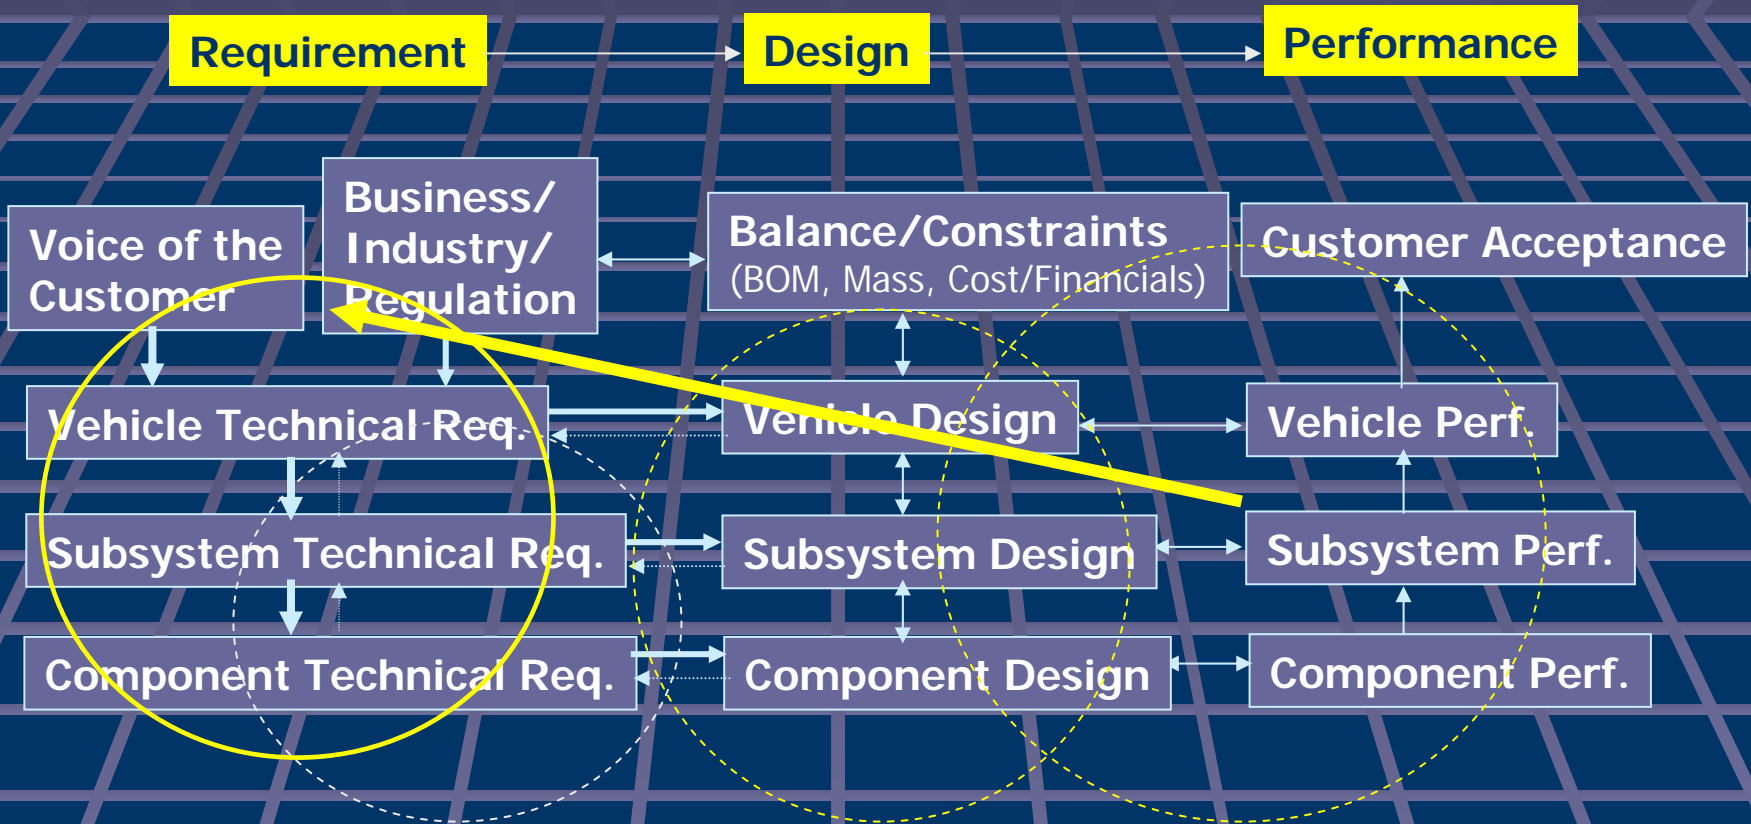 Requirement
Design
Performance
Voice of the
Customer
Business/
Industry/
Regulation
Balance/Constraints
(BOM, Mass, Cost/Financials)
Customer Acceptance
Vehicle Technical Req.
Vehicle Design
Vehicle Perf.
Subsystem Technical Req.
Subsystem Design
Subsystem Perf.
Component Technical Req.
Component Design
Component Perf.